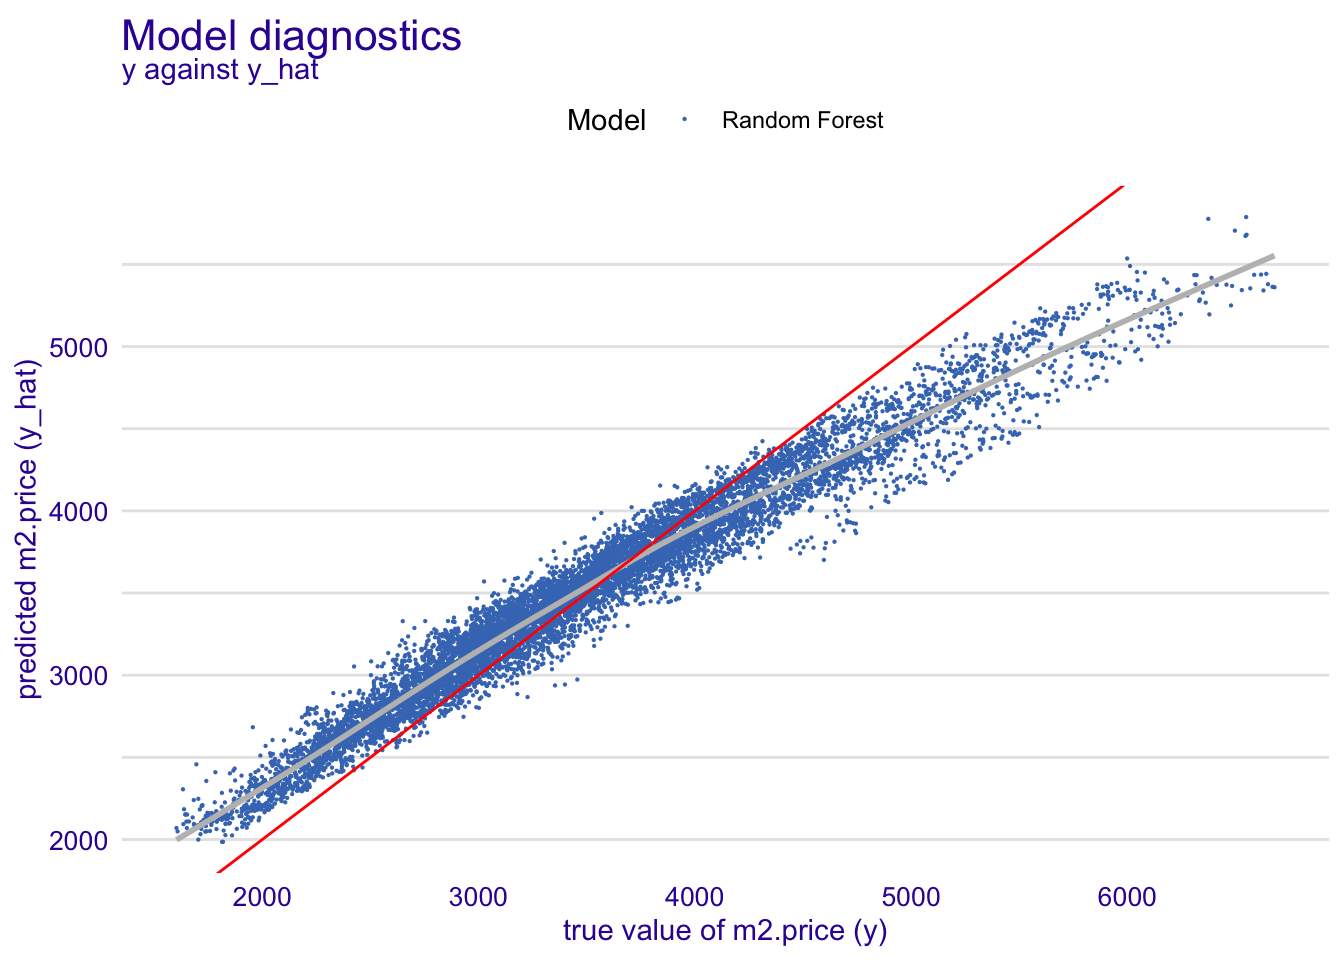 Model diagnostics
y against y_hat
Model Random Forest
5000
4000
3000
2000
predicted m2.price (y_hat)
2000 3000 4000 5000 6000
true value of m2.price (y)